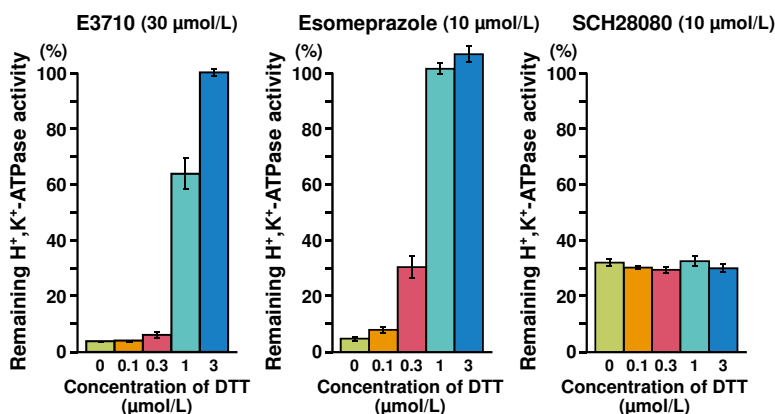 E3710 (30 µmol/L)
(%)
Remaining H⁺,K⁺-ATPase activity
100
80
60
40
20
0
0 0.1 0.3 1 3
Concentration of DTT
(µmol/L)
Esomeprazole (10 µmol/L)
(%)
Remaining H⁺,K⁺-ATPase activity
100
80
60
40
20
0
0 0.1 0.3 1 3
Concentration of DTT
(µmol/L)
SCH28080 (10 µmol/L)
(%)
Remaining H⁺,K⁺-ATPase activity
100
80
60
40
20
0
0 0.1 0.3 1 3
Concentration of DTT
(µmol/L)